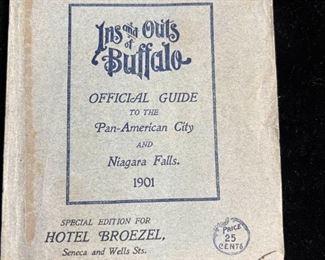 Ins and Outs
of
Buffalo
OFFICIAL GUIDE
TO THE
Pan-American City
AND
Niagara Falls.
1901
SPECIAL EDITION FOR
HOTEL BROEZEL,
Seneca and Wells Sts.
PRICE
25
CENTS